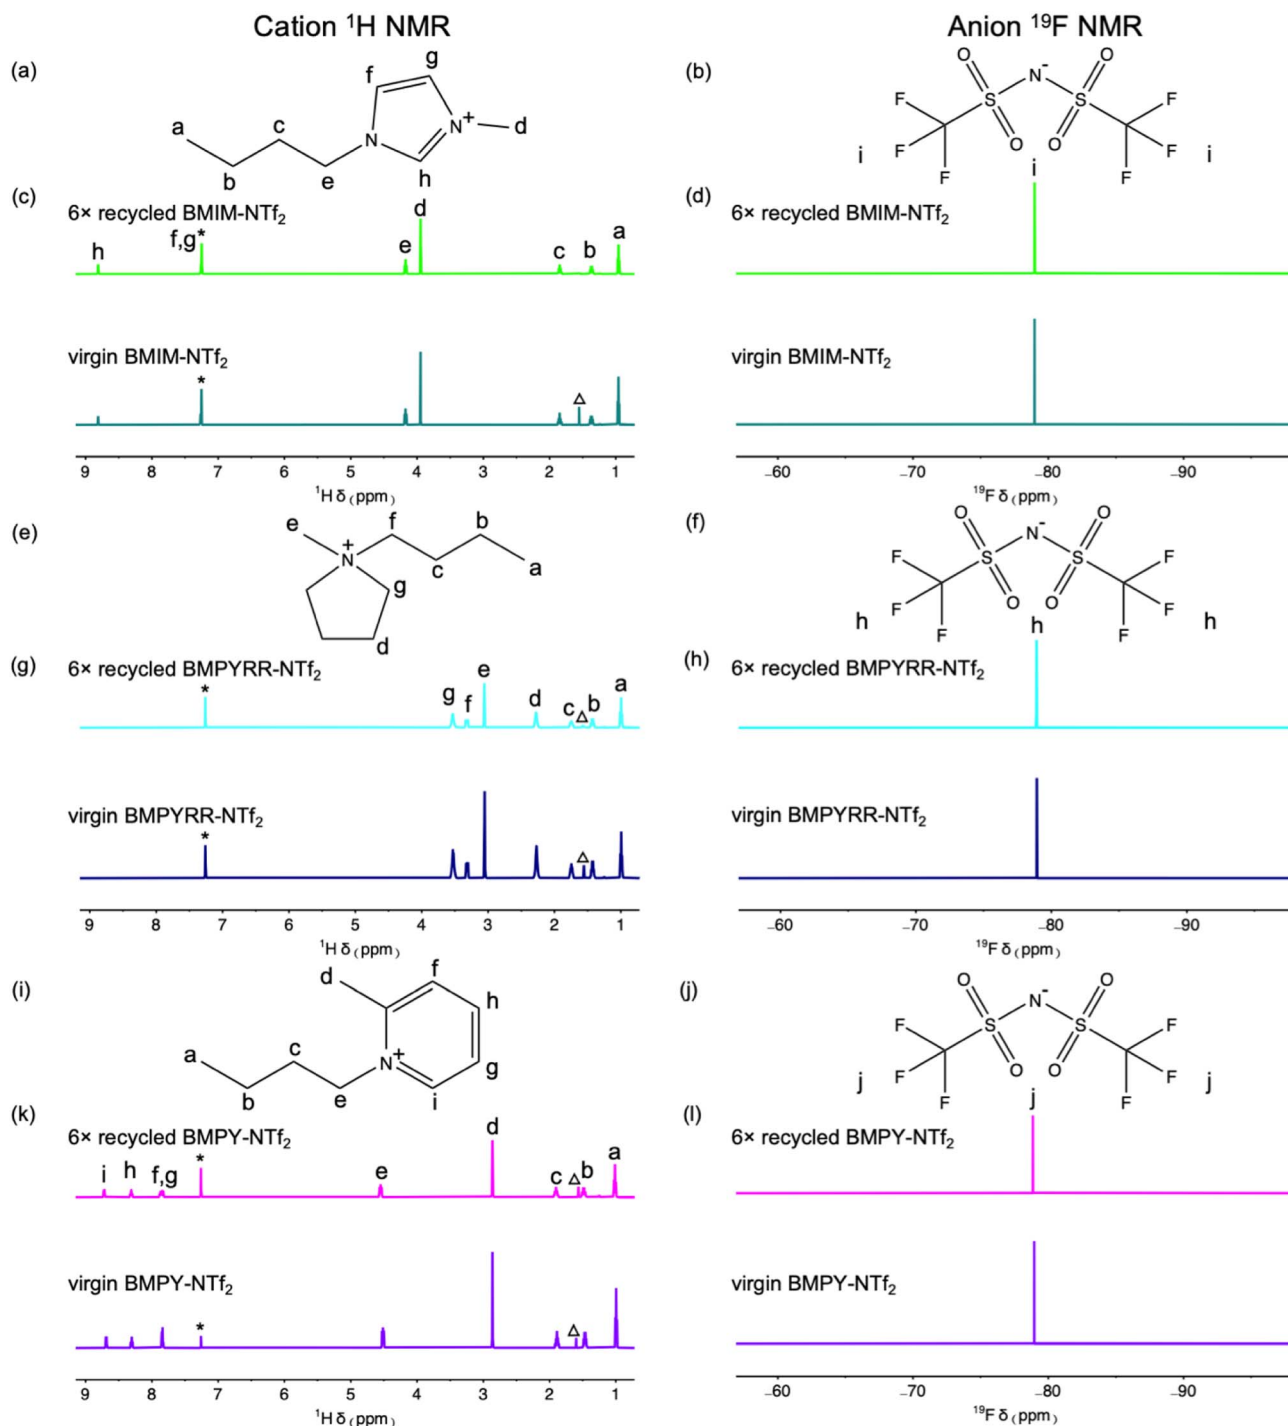 Cation ¹H NMR
Anion ¹⁹F NMR
(a)
g
f
a
c
N
N⁺
d
b
e
h
(b)
O
N⁻
O
F
S
S
F
F
O
O
F
i
F
F
i
i
(c)
6× recycled BMIM-NTf₂
h
f,g*
e
d
c
b
a
(d)
6× recycled BMIM-NTf₂
virgin BMIM-NTf₂
*
△
virgin BMIM-NTf₂
9 8 7 6 5 4 3 2 1
¹H δ (ppm)
−60 −70 −80 −90
¹⁹F δ (ppm)
(e)
e
f
b
N⁺
c
a
g
d
(f)
O
N⁻
O
F
S
S
F
F
O
O
F
h
F
F
h
h
(g)
6× recycled BMPYRR-NTf₂
*
g
f
e
d
c
△
b
a
(h)
6× recycled BMPYRR-NTf₂
virgin BMPYRR-NTf₂
*
△
virgin BMPYRR-NTf₂
9 8 7 6 5 4 3 2 1
¹H δ (ppm)
−60 −70 −80 −90
¹⁹F δ (ppm)
(i)
d
f
h
a
c
N⁺
g
b
e
i
(j)
O
N⁻
O
F
S
S
F
F
O
O
F
j
F
F
j
j
(k)
6× recycled BMPY-NTf₂
i
h
f,g
*
e
d
c
△
b
a
(l)
6× recycled BMPY-NTf₂
virgin BMPY-NTf₂
*
△
virgin BMPY-NTf₂
9 8 7 6 5 4 3 2 1
¹H δ (ppm)
−60 −70 −80 −90
¹⁹F δ (ppm)